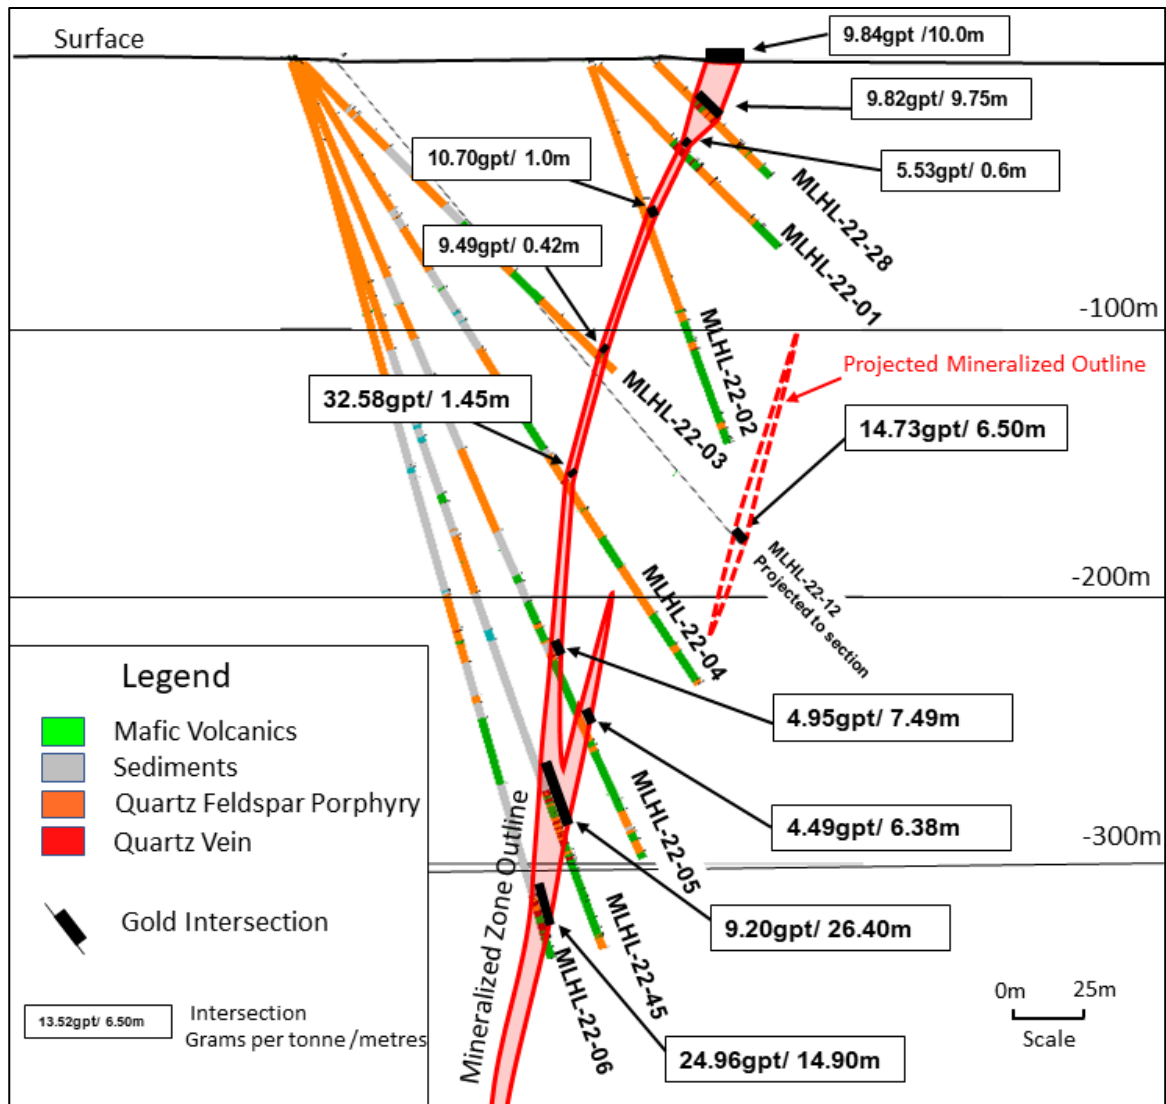 Surface
9.84gpt /10.0m
9.82gpt/ 9.75m
10.70gpt/ 1.0m
5.53gpt/ 0.6m
MLHL-22-28
MLHL-22-01
9.49gpt/ 0.42m
-100m
MLHL-22-02
Projected Mineralized Outline
MLHL-22-03
32.58gpt/ 1.45m
14.73gpt/ 6.50m
MLHL-22-12
Projected to section
-200m
MLHL-22-04
4.95gpt/ 7.49m
4.49gpt/ 6.38m
MLHL-22-05
-300m
9.20gpt/ 26.40m
MLHL-22-45
MLHL-22-06
24.96gpt/ 14.90m
Mineralized Zone Outline
Legend
Mafic Volcanics
Sediments
Quartz Feldspar Porphyry
Quartz Vein
Gold Intersection
13.52gpt/ 6.50m
Intersection
Grams per tonne /metres
0m 25m
Scale